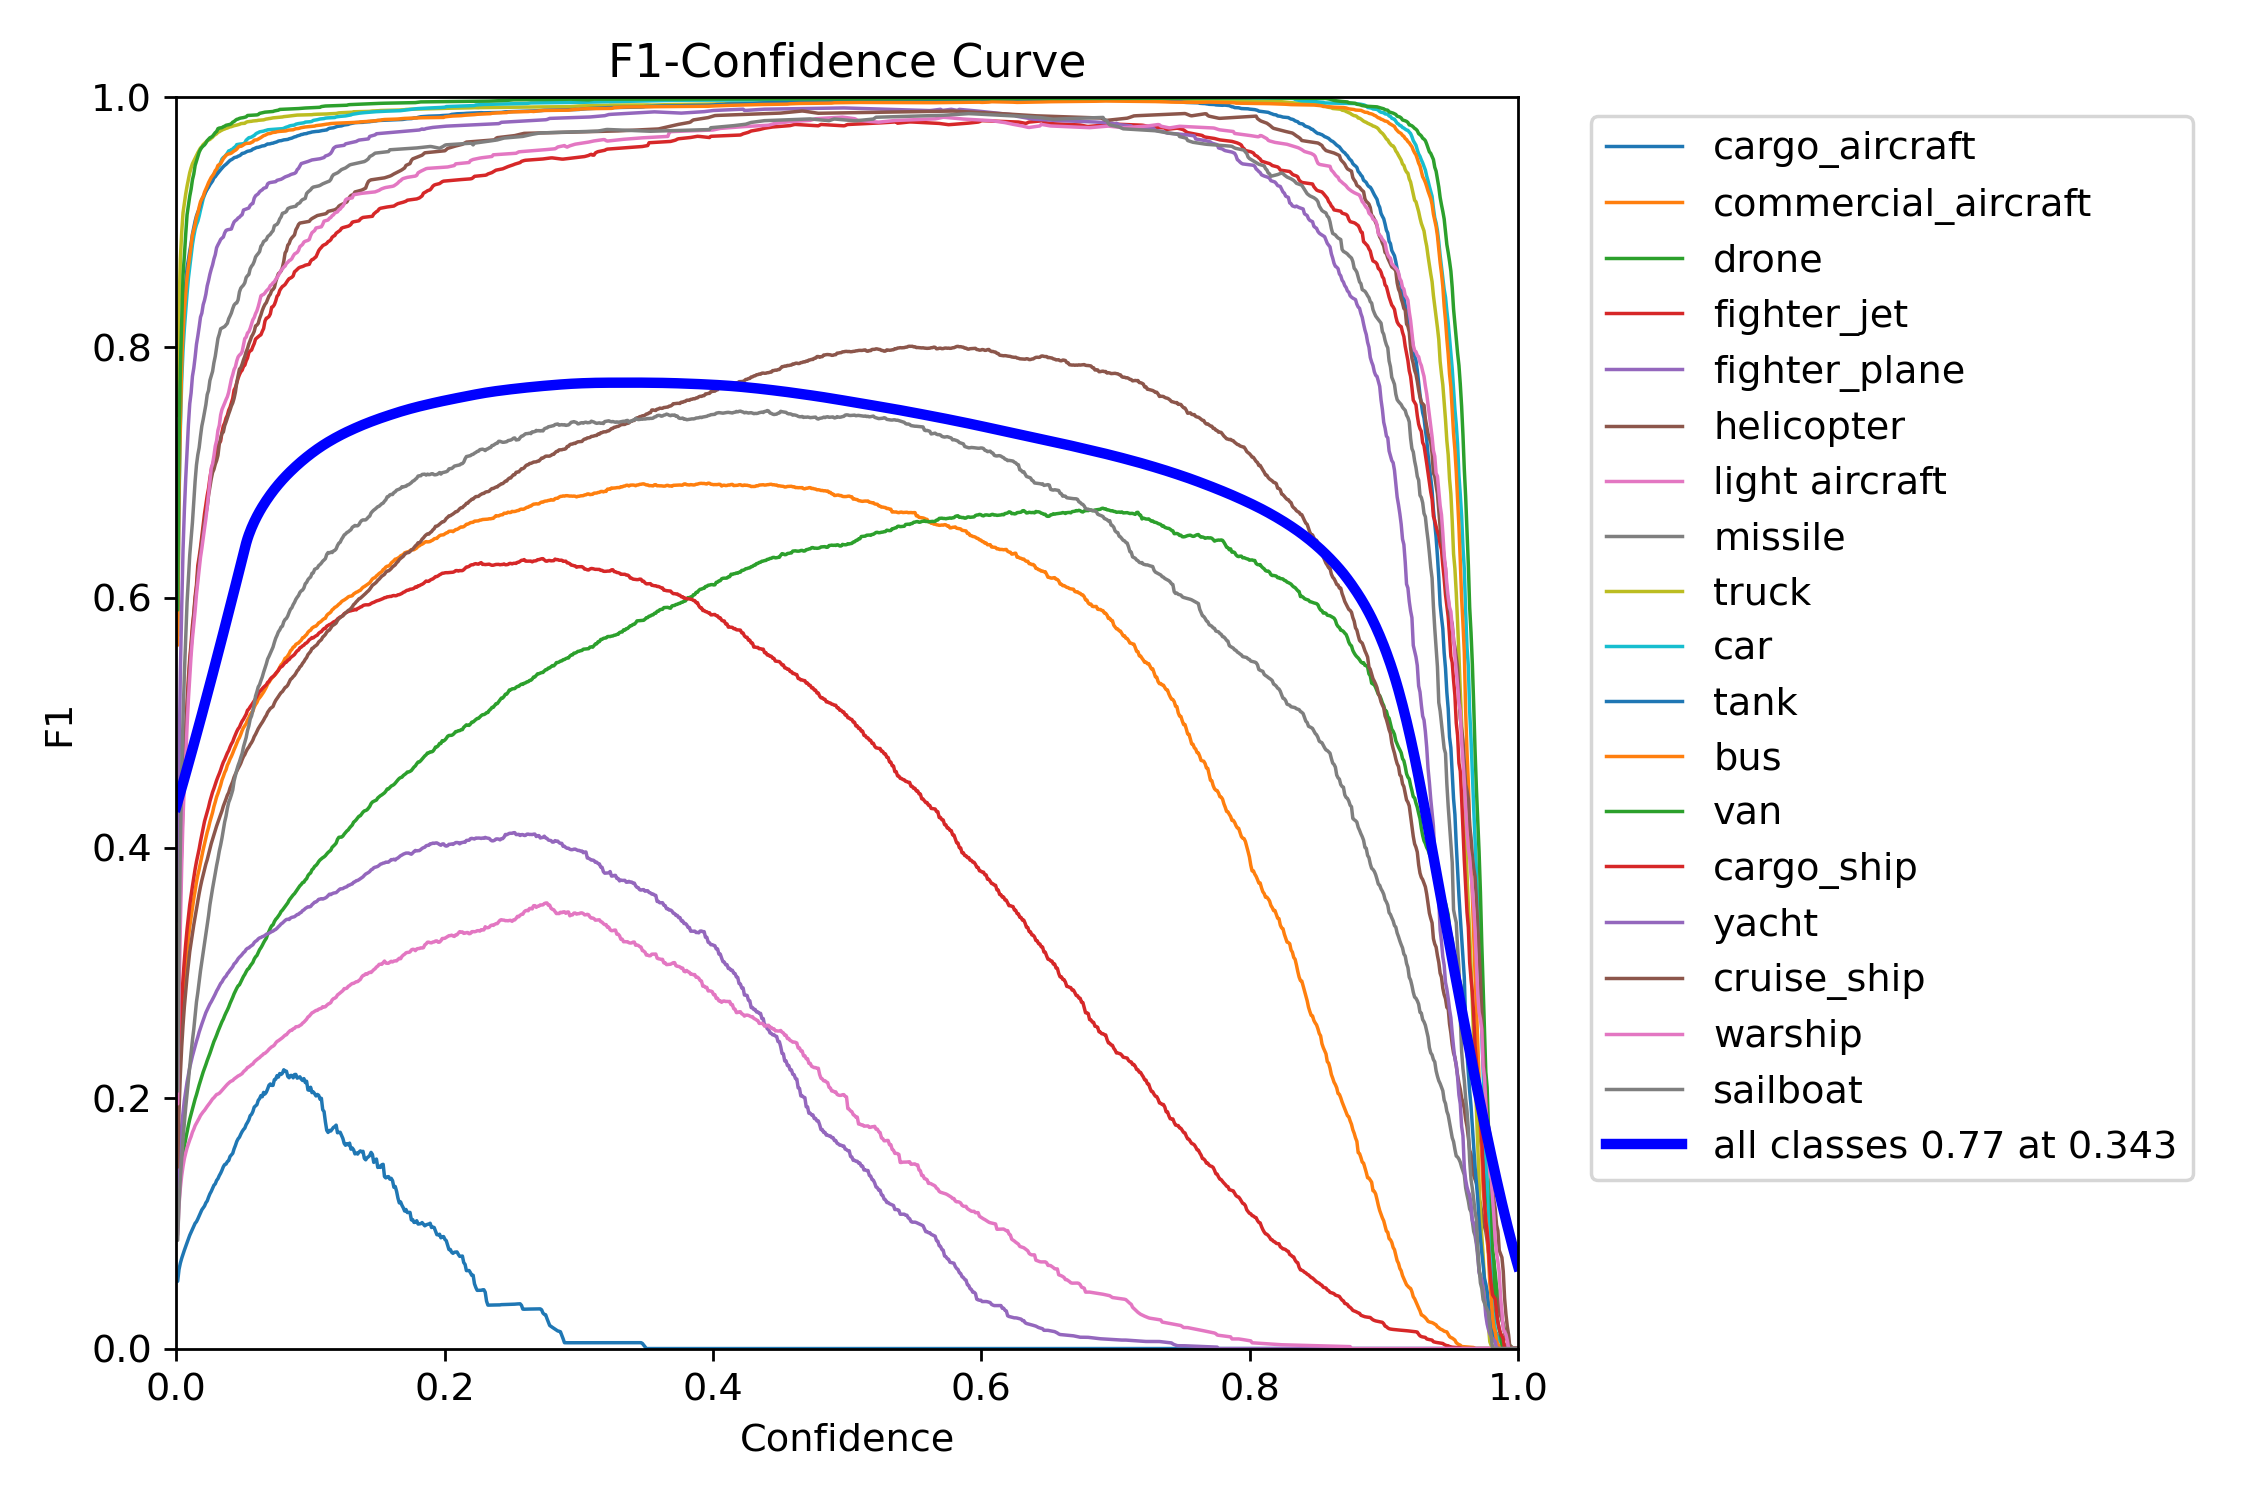 F1-Confidence Curve
1.0
0.8
0.6
0.4
0.2
0.0
F1
0.0 0.2 0.4 0.6 0.8 1.0
Confidence
cargo_aircraft
commercial_aircraft
drone
fighter_jet
fighter_plane
helicopter
light aircraft
missile
truck
car
tank
bus
van
cargo_ship
yacht
cruise_ship
warship
sailboat
all classes 0.77 at 0.343